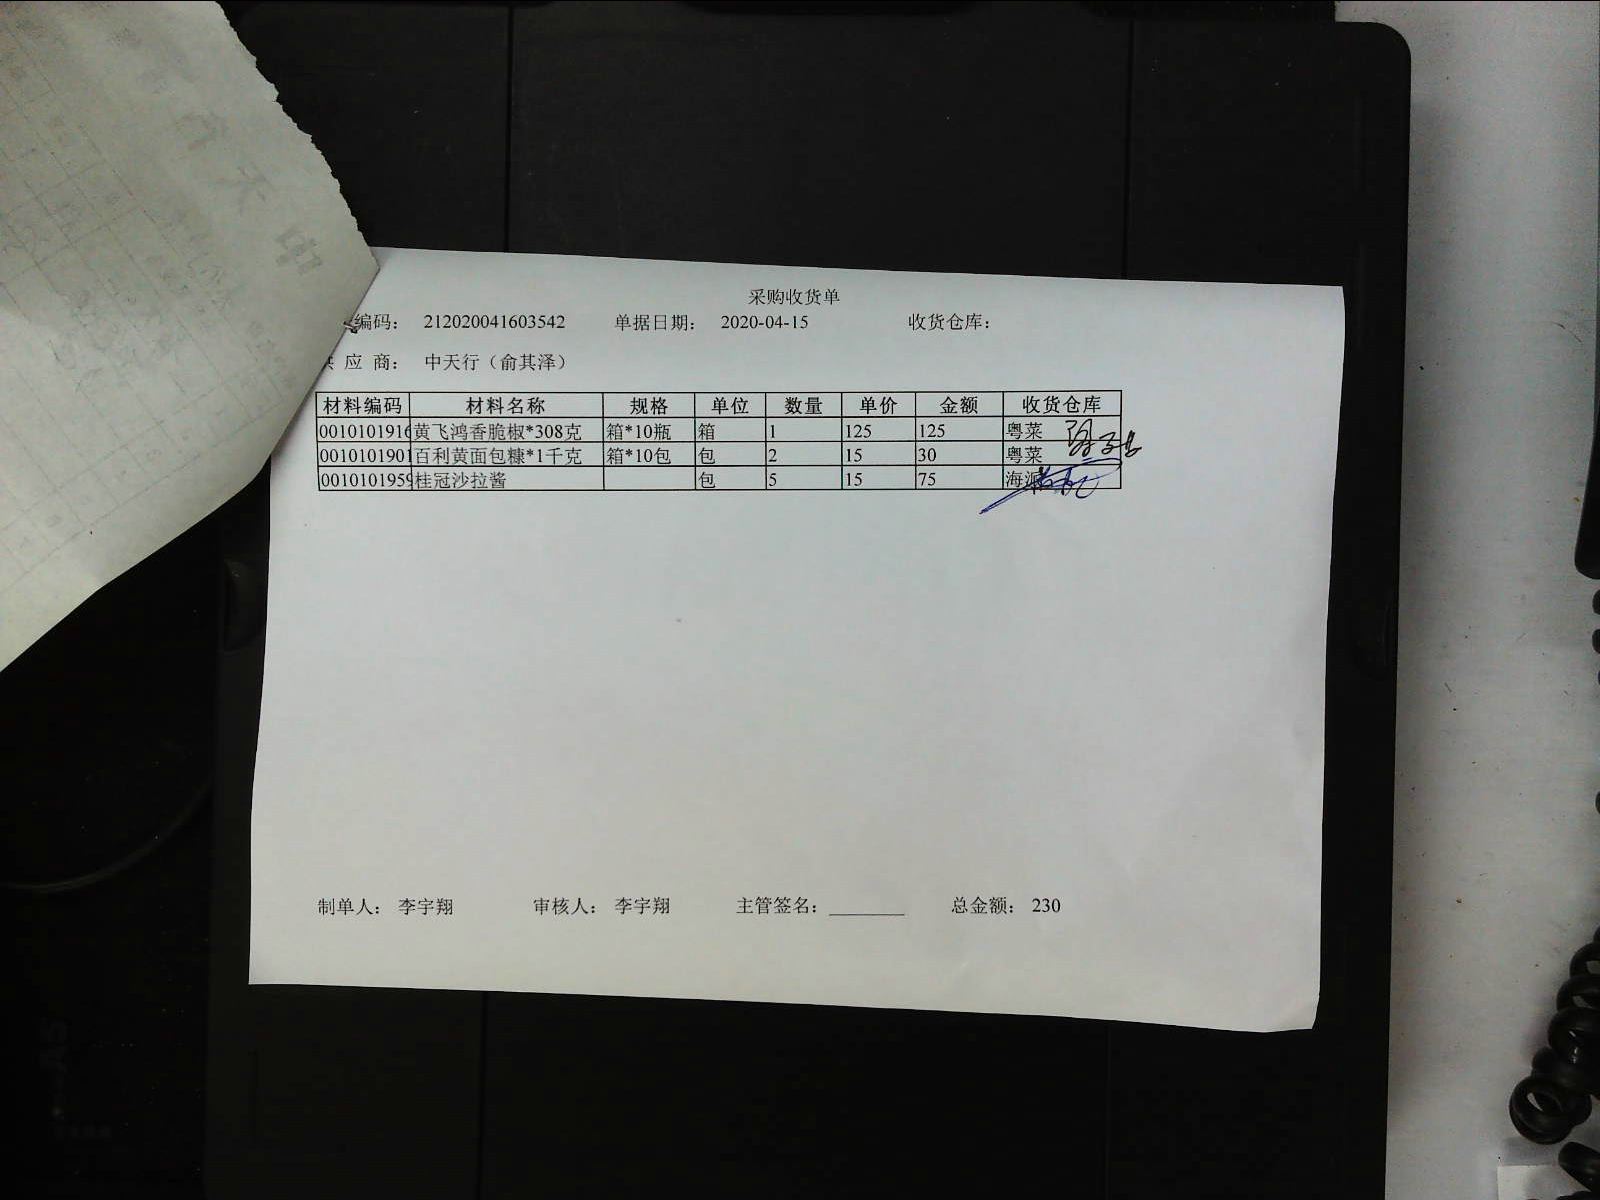 采购收货单
编码： 212020041603542 单据日期： 2020-04-15 收货仓库：
应 商： 中天行（俞其泽）
材料编码 材料名称 规格 单位 数量 单价 金额 收货仓库
0010101916 黄飞鸿香脆椒*308克 箱*10瓶 箱 1 125 125 粤菜
0010101901 百利黄面包糠*1千克 箱*10包 包 2 15 30 粤菜
0010101959 桂冠沙拉酱 包 5 15 75 海派
制单人： 李宇翔 审核人： 李宇翔 主管签名：________ 总金额： 230